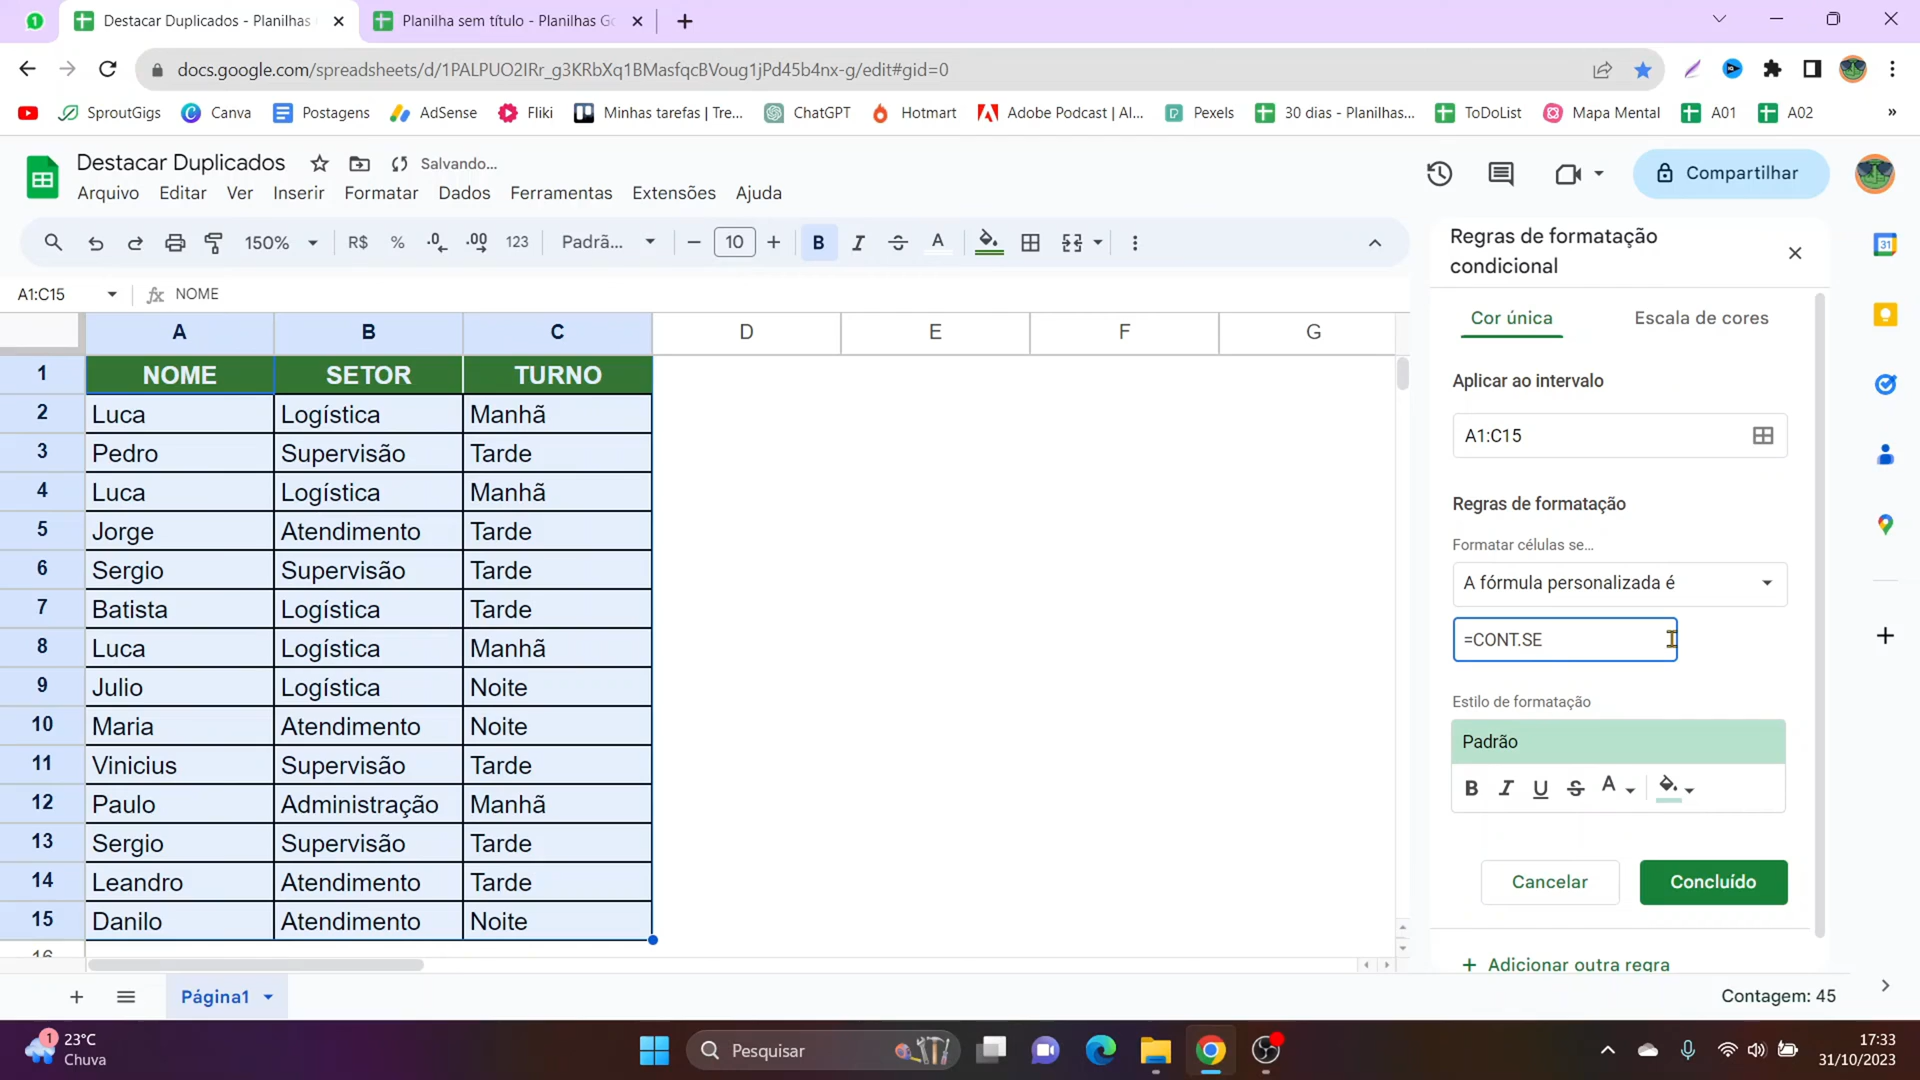 1
Destacar Duplicados - Planilhas
Planilha sem título - Planilhas Go
docs.google.com/spreadsheets/d/1PALPUO2IRr_g3KRbXq1BMasfqcBVoug1jPd45b4nx-g/edit#gid=0
SproutGigs
Canva
Postagens
AdSense
Fliki
Minhas tarefas | Tre...
ChatGPT
Hotmart
Adobe Podcast | AI...
Pexels
30 dias - Planilhas...
ToDoList
Mapa Mental
A01
A02
»
Destacar Duplicados
Salvando...
Arquivo
Editar
Ver
Inserir
Formatar
Dados
Ferramentas
Extensões
Ajuda
Compartilhar
150%
R$
%
.0
.00
123
Padrã...
10
B
I
A
A1:C15
fx
NOME
A B C D E F G
1 NOME SETOR TURNO
2 Luca Logística Manhã
3 Pedro Supervisão Tarde
4 Luca Logística Manhã
5 Jorge Atendimento Tarde
6 Sergio Supervisão Tarde
7 Batista Logística Tarde
8 Luca Logística Manhã
9 Julio Logística Noite
10 Maria Atendimento Noite
11 Vinicius Supervisão Tarde
12 Paulo Administração Manhã
13 Sergio Supervisão Tarde
14 Leandro Atendimento Tarde
15 Danilo Atendimento Noite
16
Regras de formatação
condicional
Cor única
Escala de cores
Aplicar ao intervalo
A1:C15
Regras de formatação
Formatar células se...
A fórmula personalizada é
=CONT.SE
Estilo de formatação
Padrão
B I U S A
Cancelar
Concluído
+ Adicionar outra regra
31
Página1
Contagem: 45
1
23°C
Chuva
Pesquisar
17:33
31/10/2023